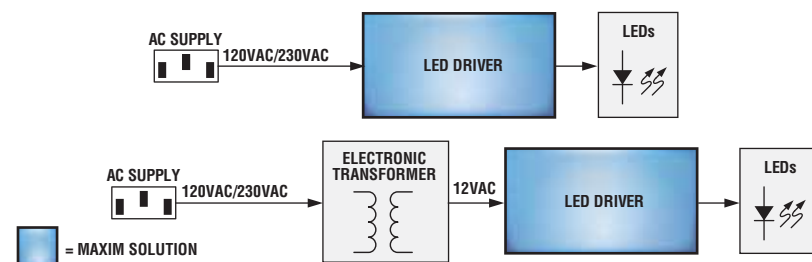 AC SUPPLY
120VAC/230VAC
LED DRIVER
LEDs
AC SUPPLY
120VAC/230VAC
ELECTRONIC
TRANSFORMER
12VAC
LED DRIVER
LEDs
= MAXIM SOLUTION